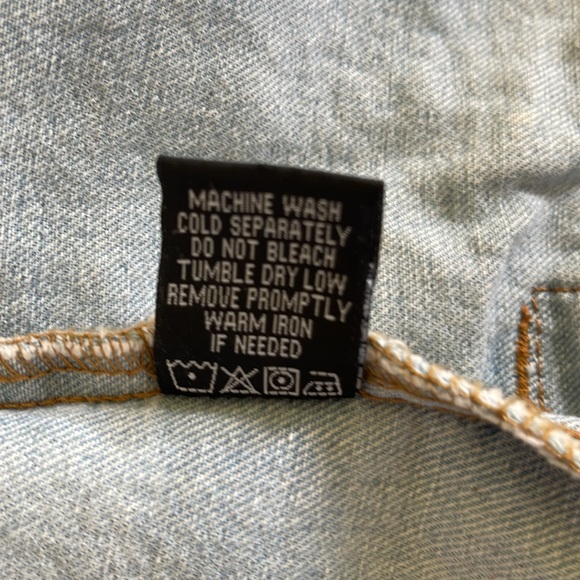 MACHINE WASH
COLD SEPARATELY
DO NOT BLEACH
TUMBLE DRY LOW
REMOVE PROMPTLY
WARM IRON
IF NEEDED